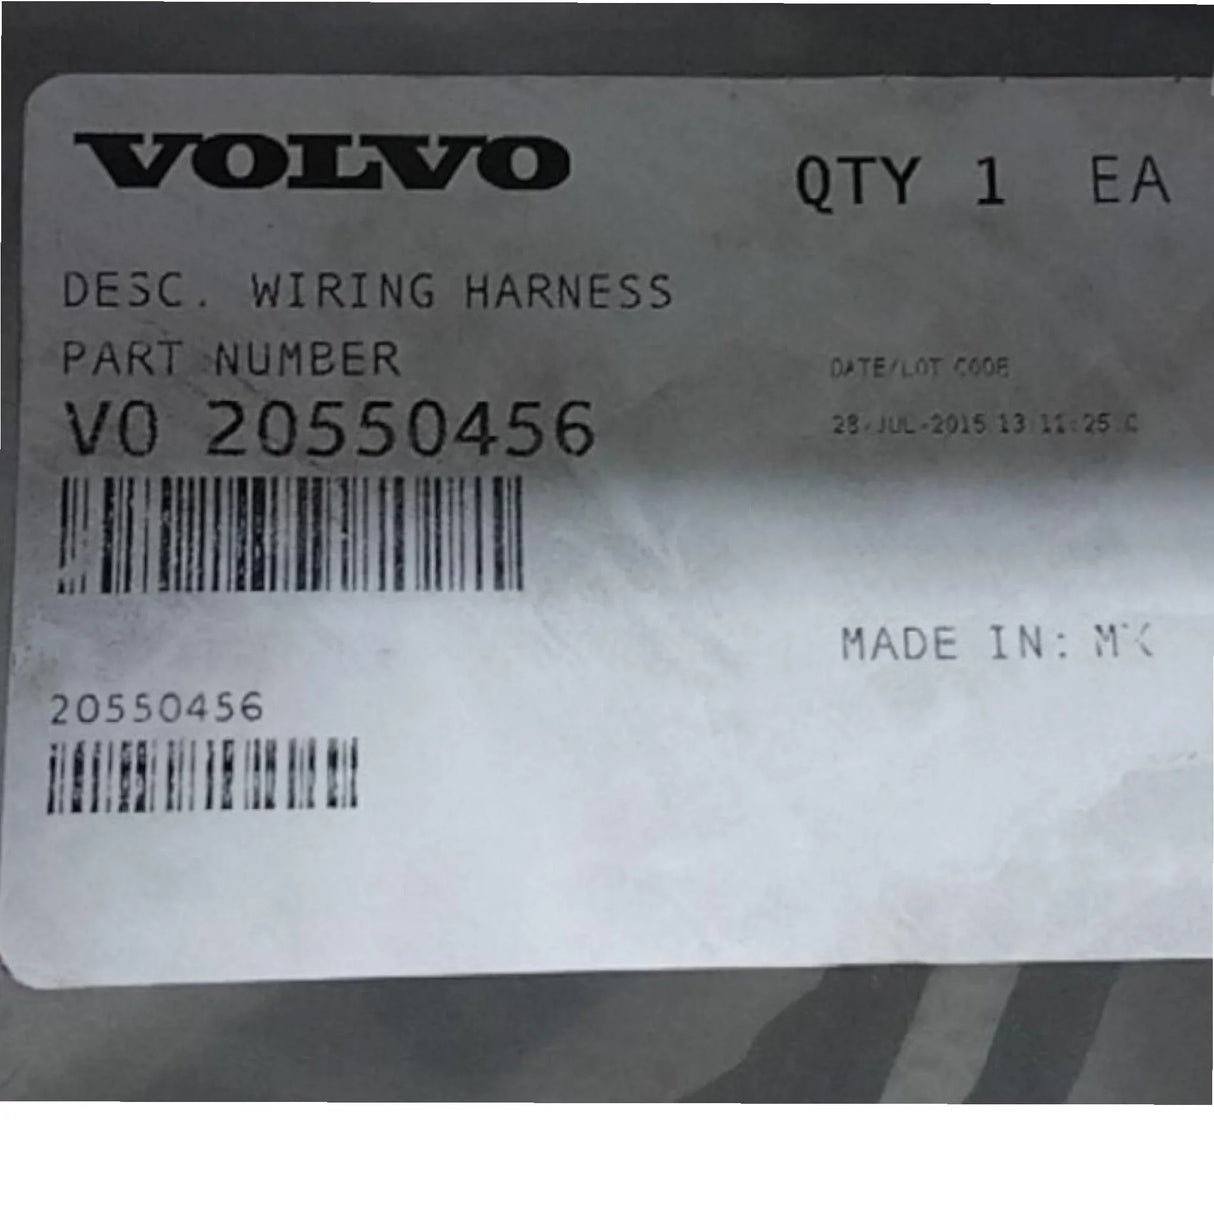 VOLVO
QTY 1 EA
DESC. WIRING HARNESS
PART NUMBER
VO 20550456
DATE/LOT CODE
28-JUL-2015 13:11:25
20550456
MADE IN: